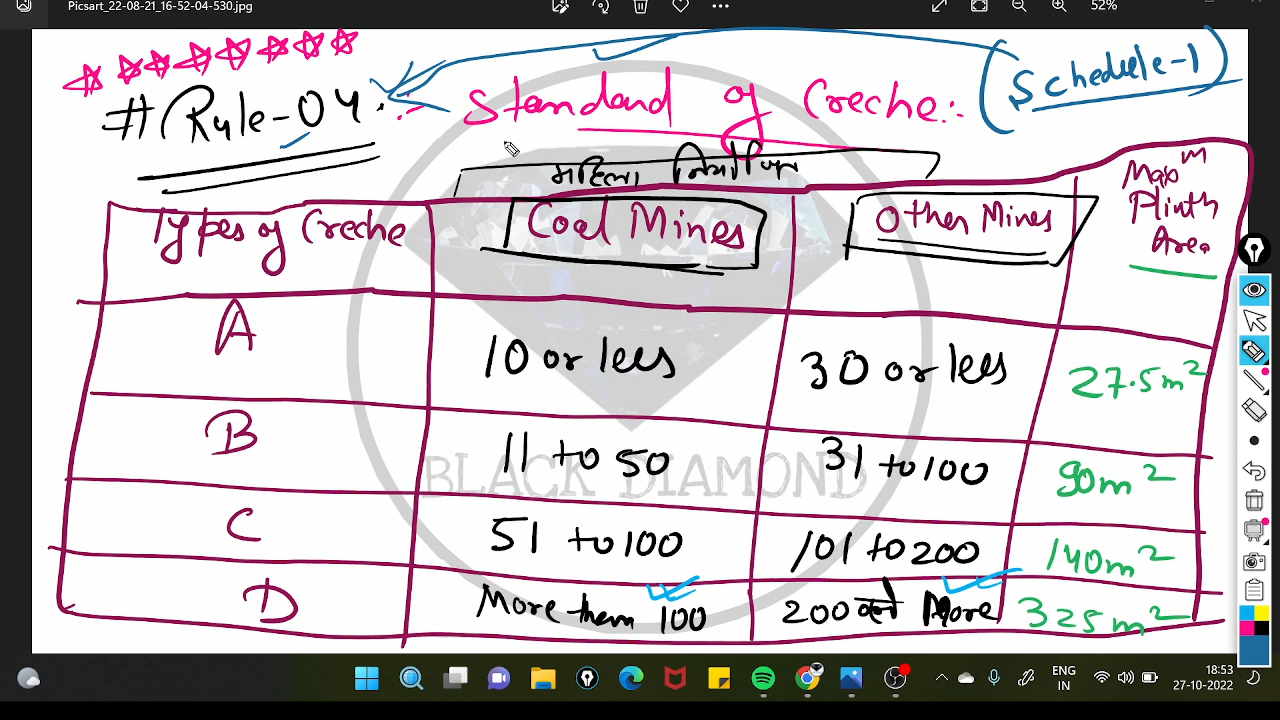 Picsart_22-08-21_16-52-04-530.jpg
52%
(Schedule-1)
#Rule-04 :- Standard of Creche:-
महिला
Types of Creche Coal Mines Other Mines Maxᵐ Plinth Area
A 10 or less 30 or less 27.5m²
B 11 to 50 31 to 100 90m²
C 51 to 100 101 to 200 140m²
D More than 100 200 More 325m²
BLACK DIAMOND
ENG
IN
18:53
27-10-2022